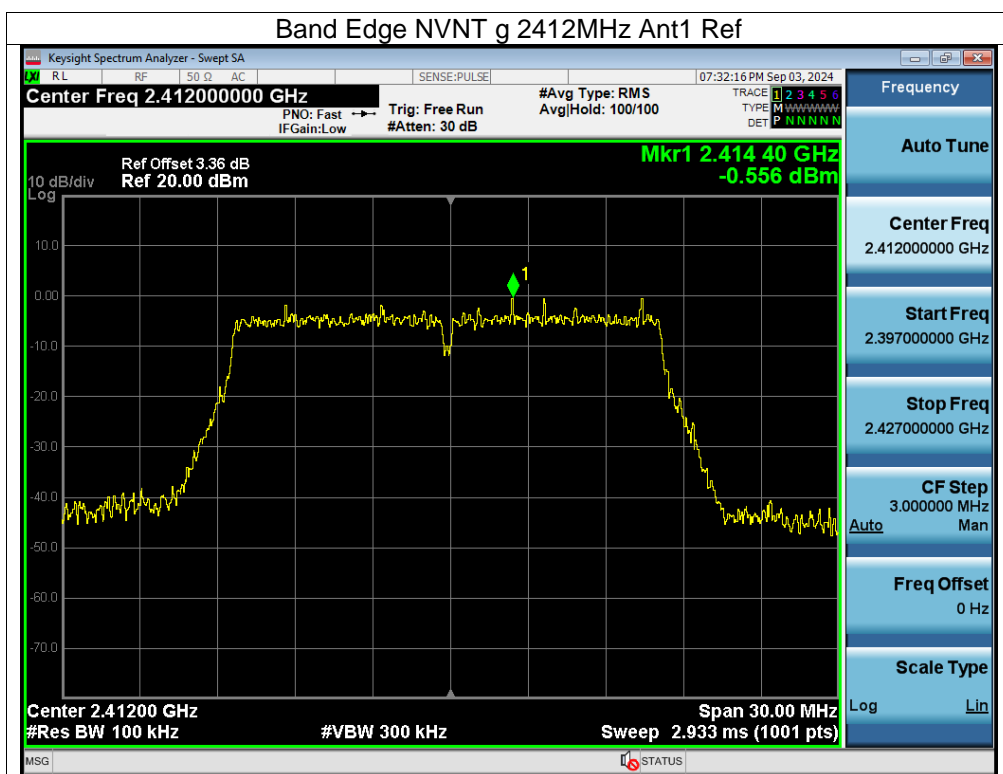 Band Edge NVNT g 2412MHz Ant1 Ref
Keysight Spectrum Analyzer - Swept SA
LXI RL RF 50 Ω AC SENSE:PULSE 07:32:16 PM Sep 03, 2024
Center Freq 2.412000000 GHz
PNO: Fast
IFGain:Low
Trig: Free Run
#Atten: 30 dB
#Avg Type: RMS
Avg|Hold: 100/100
TRACE 1 2 3 4 5 6
TYPE M WWWWW
DET P N N N N N
Mkr1 2.414 40 GHz
-0.556 dBm
Ref Offset 3.36 dB
10 dB/div Ref 20.00 dBm
Log
10.0
0.00
-10.0
-20.0
-30.0
-40.0
-50.0
-60.0
-70.0
1
Center 2.41200 GHz Span 30.00 MHz
#Res BW 100 kHz #VBW 300 kHz Sweep 2.933 ms (1001 pts)
MSG STATUS
Frequency
Auto Tune
Center Freq
2.412000000 GHz
Start Freq
2.397000000 GHz
Stop Freq
2.427000000 GHz
CF Step
3.000000 MHz
Auto Man
Freq Offset
0 Hz
Scale Type
Log Lin